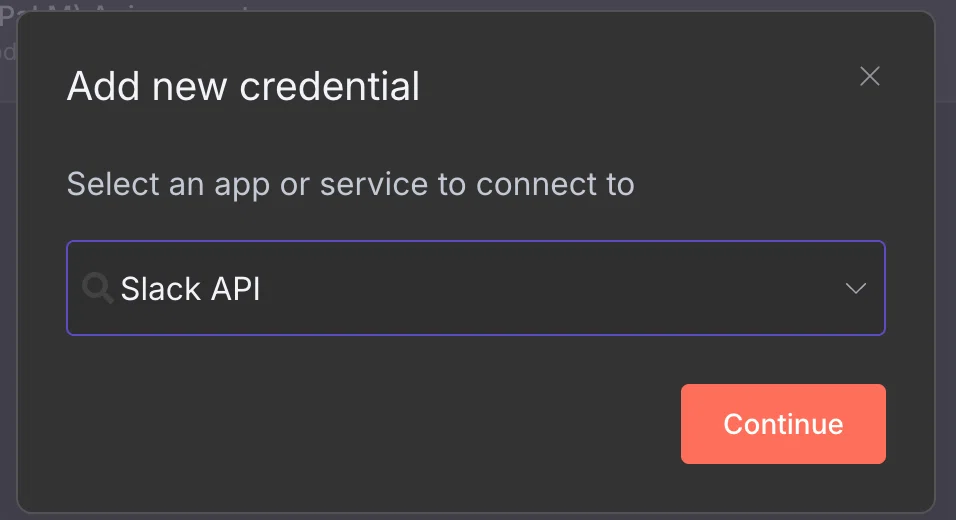 Add new credential
Select an app or service to connect to
Slack API
Continue